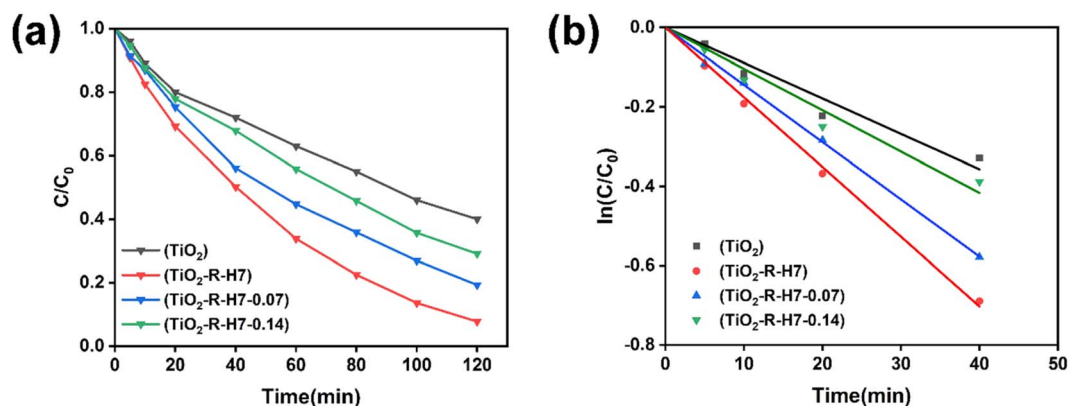 (a)
1.0
0.8
0.6
0.4
0.2
0.0
C/C₀
(TiO₂)
(TiO₂-R-H7)
(TiO₂-R-H7-0.07)
(TiO₂-R-H7-0.14)
0 20 40 60 80 100 120
Time(min)
(b)
0.0
-0.2
-0.4
-0.6
-0.8
ln(C/C₀)
(TiO₂)
(TiO₂-R-H7)
(TiO₂-R-H7-0.07)
(TiO₂-R-H7-0.14)
0 10 20 30 40 50
Time(min)